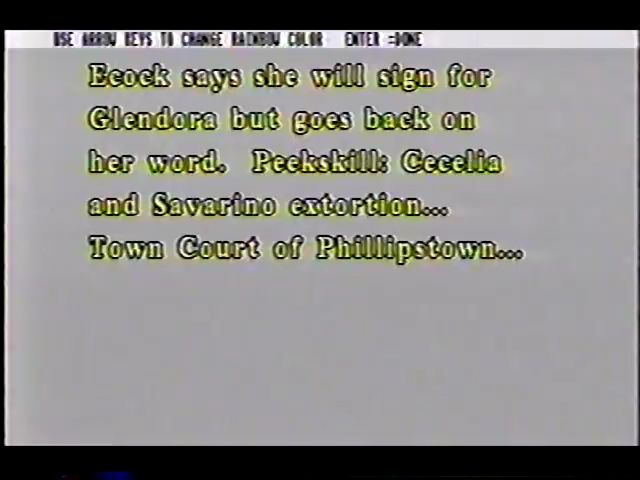 USE ARROW KEYS TO CHANGE RAINBOW COLOR ENTER =DONE
Ecock says she will sign for
Glendora but goes back on
her word. Peekskill: Cecelia
and Savarino extortion...
Town Court of Phillipstown...